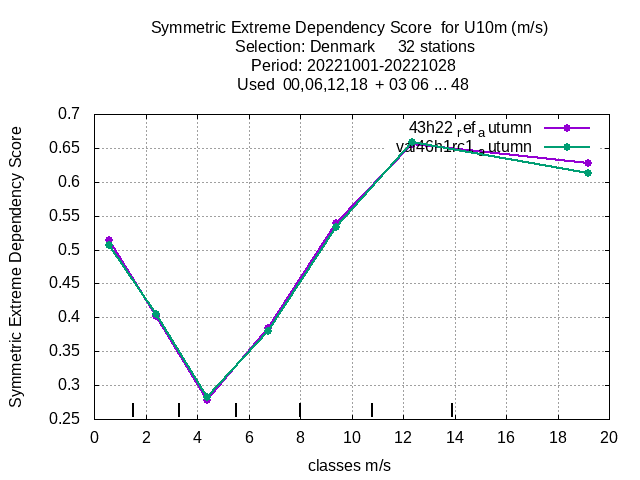 Symmetric Extreme Dependency Score for U10m (m/s)
Selection: Denmark 32 stations
Period: 20221001-20221028
Used 00,06,12,18 + 03 06 ... 48
0.7
0.65
0.6
0.55
0.5
0.45
0.4
0.35
0.3
0.25
Symmetric Extreme Dependency Score
43h22refautumn
val46h1rc1autumn
0 2 4 6 8 10 12 14 16 18 20
classes m/s